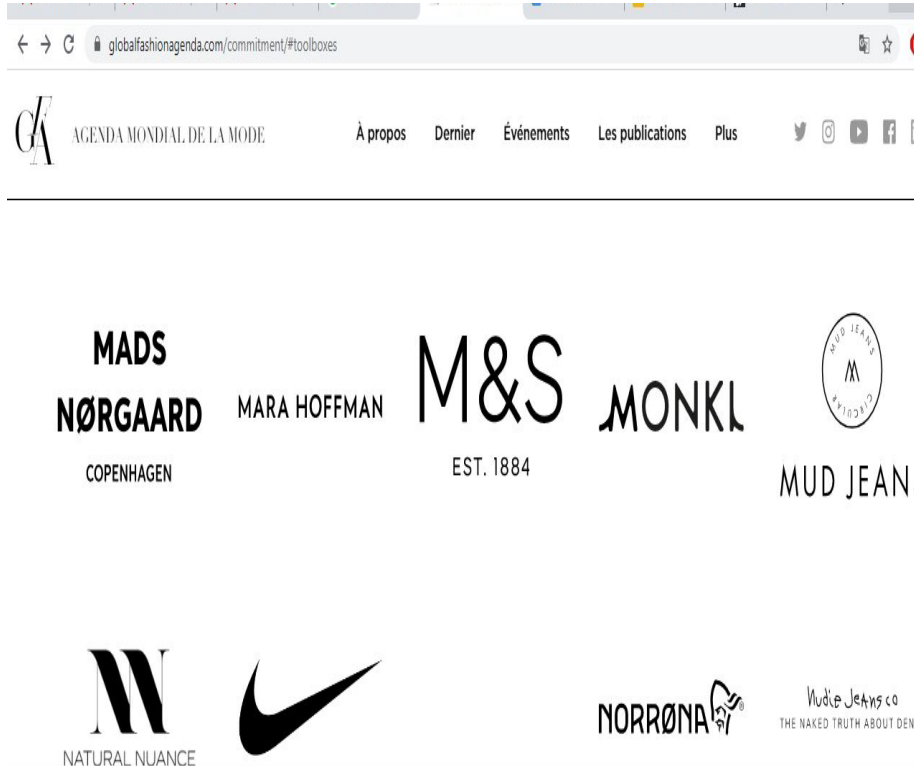 globalfashionagenda.com/commitment/#toolboxes
GFA
AGENDA MONDIAL DE LA MODE
À propos Dernier Événements Les publications Plus
MADS
NØRGAARD
COPENHAGEN
MARA HOFFMAN
M&S
EST. 1884
MONKI
MUD JEANS
CIRCULAR
MUD JEAN
NATURAL NUANCE
NORRØNA
Nudie Jeans co
THE NAKED TRUTH ABOUT DEN